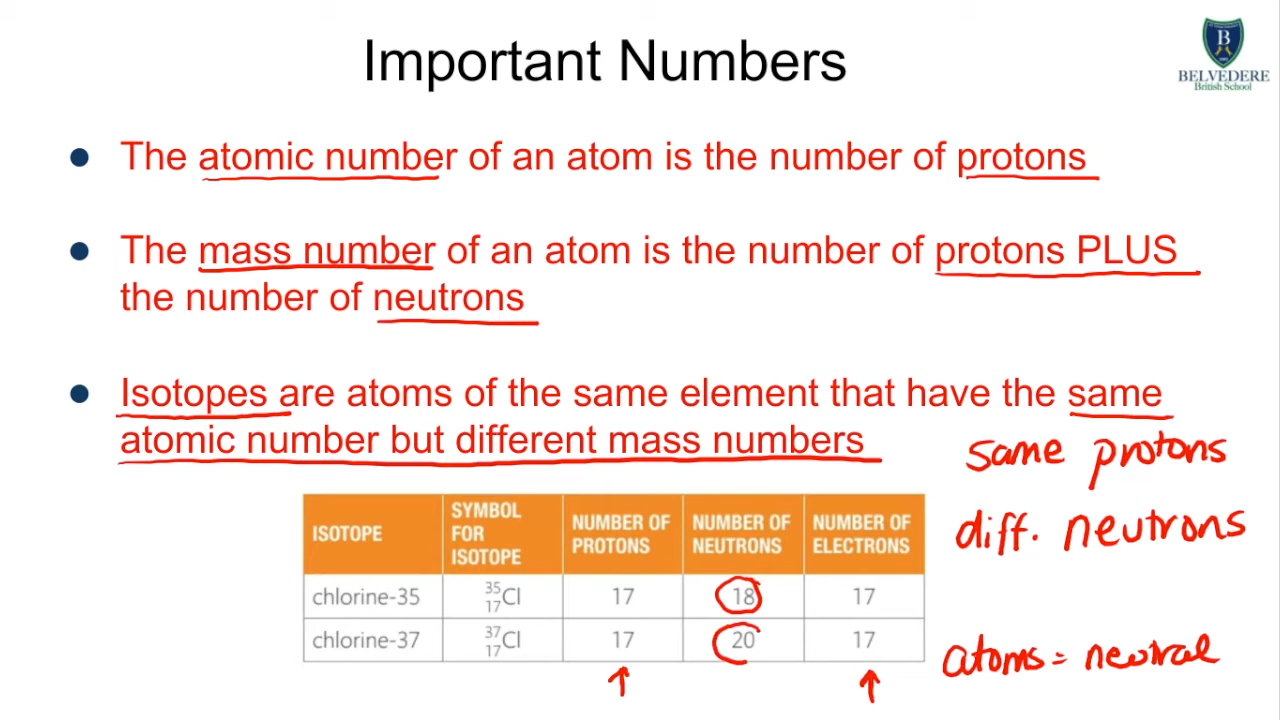 Important Numbers
B
BELVEDERE
British School
The atomic number of an atom is the number of protons
The mass number of an atom is the number of protons PLUS
the number of neutrons
Isotopes are atoms of the same element that have the same
atomic number but different mass numbers
same protons
diff. neutrons
ISOTOPE SYMBOL FOR ISOTOPE NUMBER OF PROTONS NUMBER OF NEUTRONS NUMBER OF ELECTRONS
chlorine-35 35 17 Cl 17 18 17
chlorine-37 37 17 Cl 17 20 17
atoms = neutral